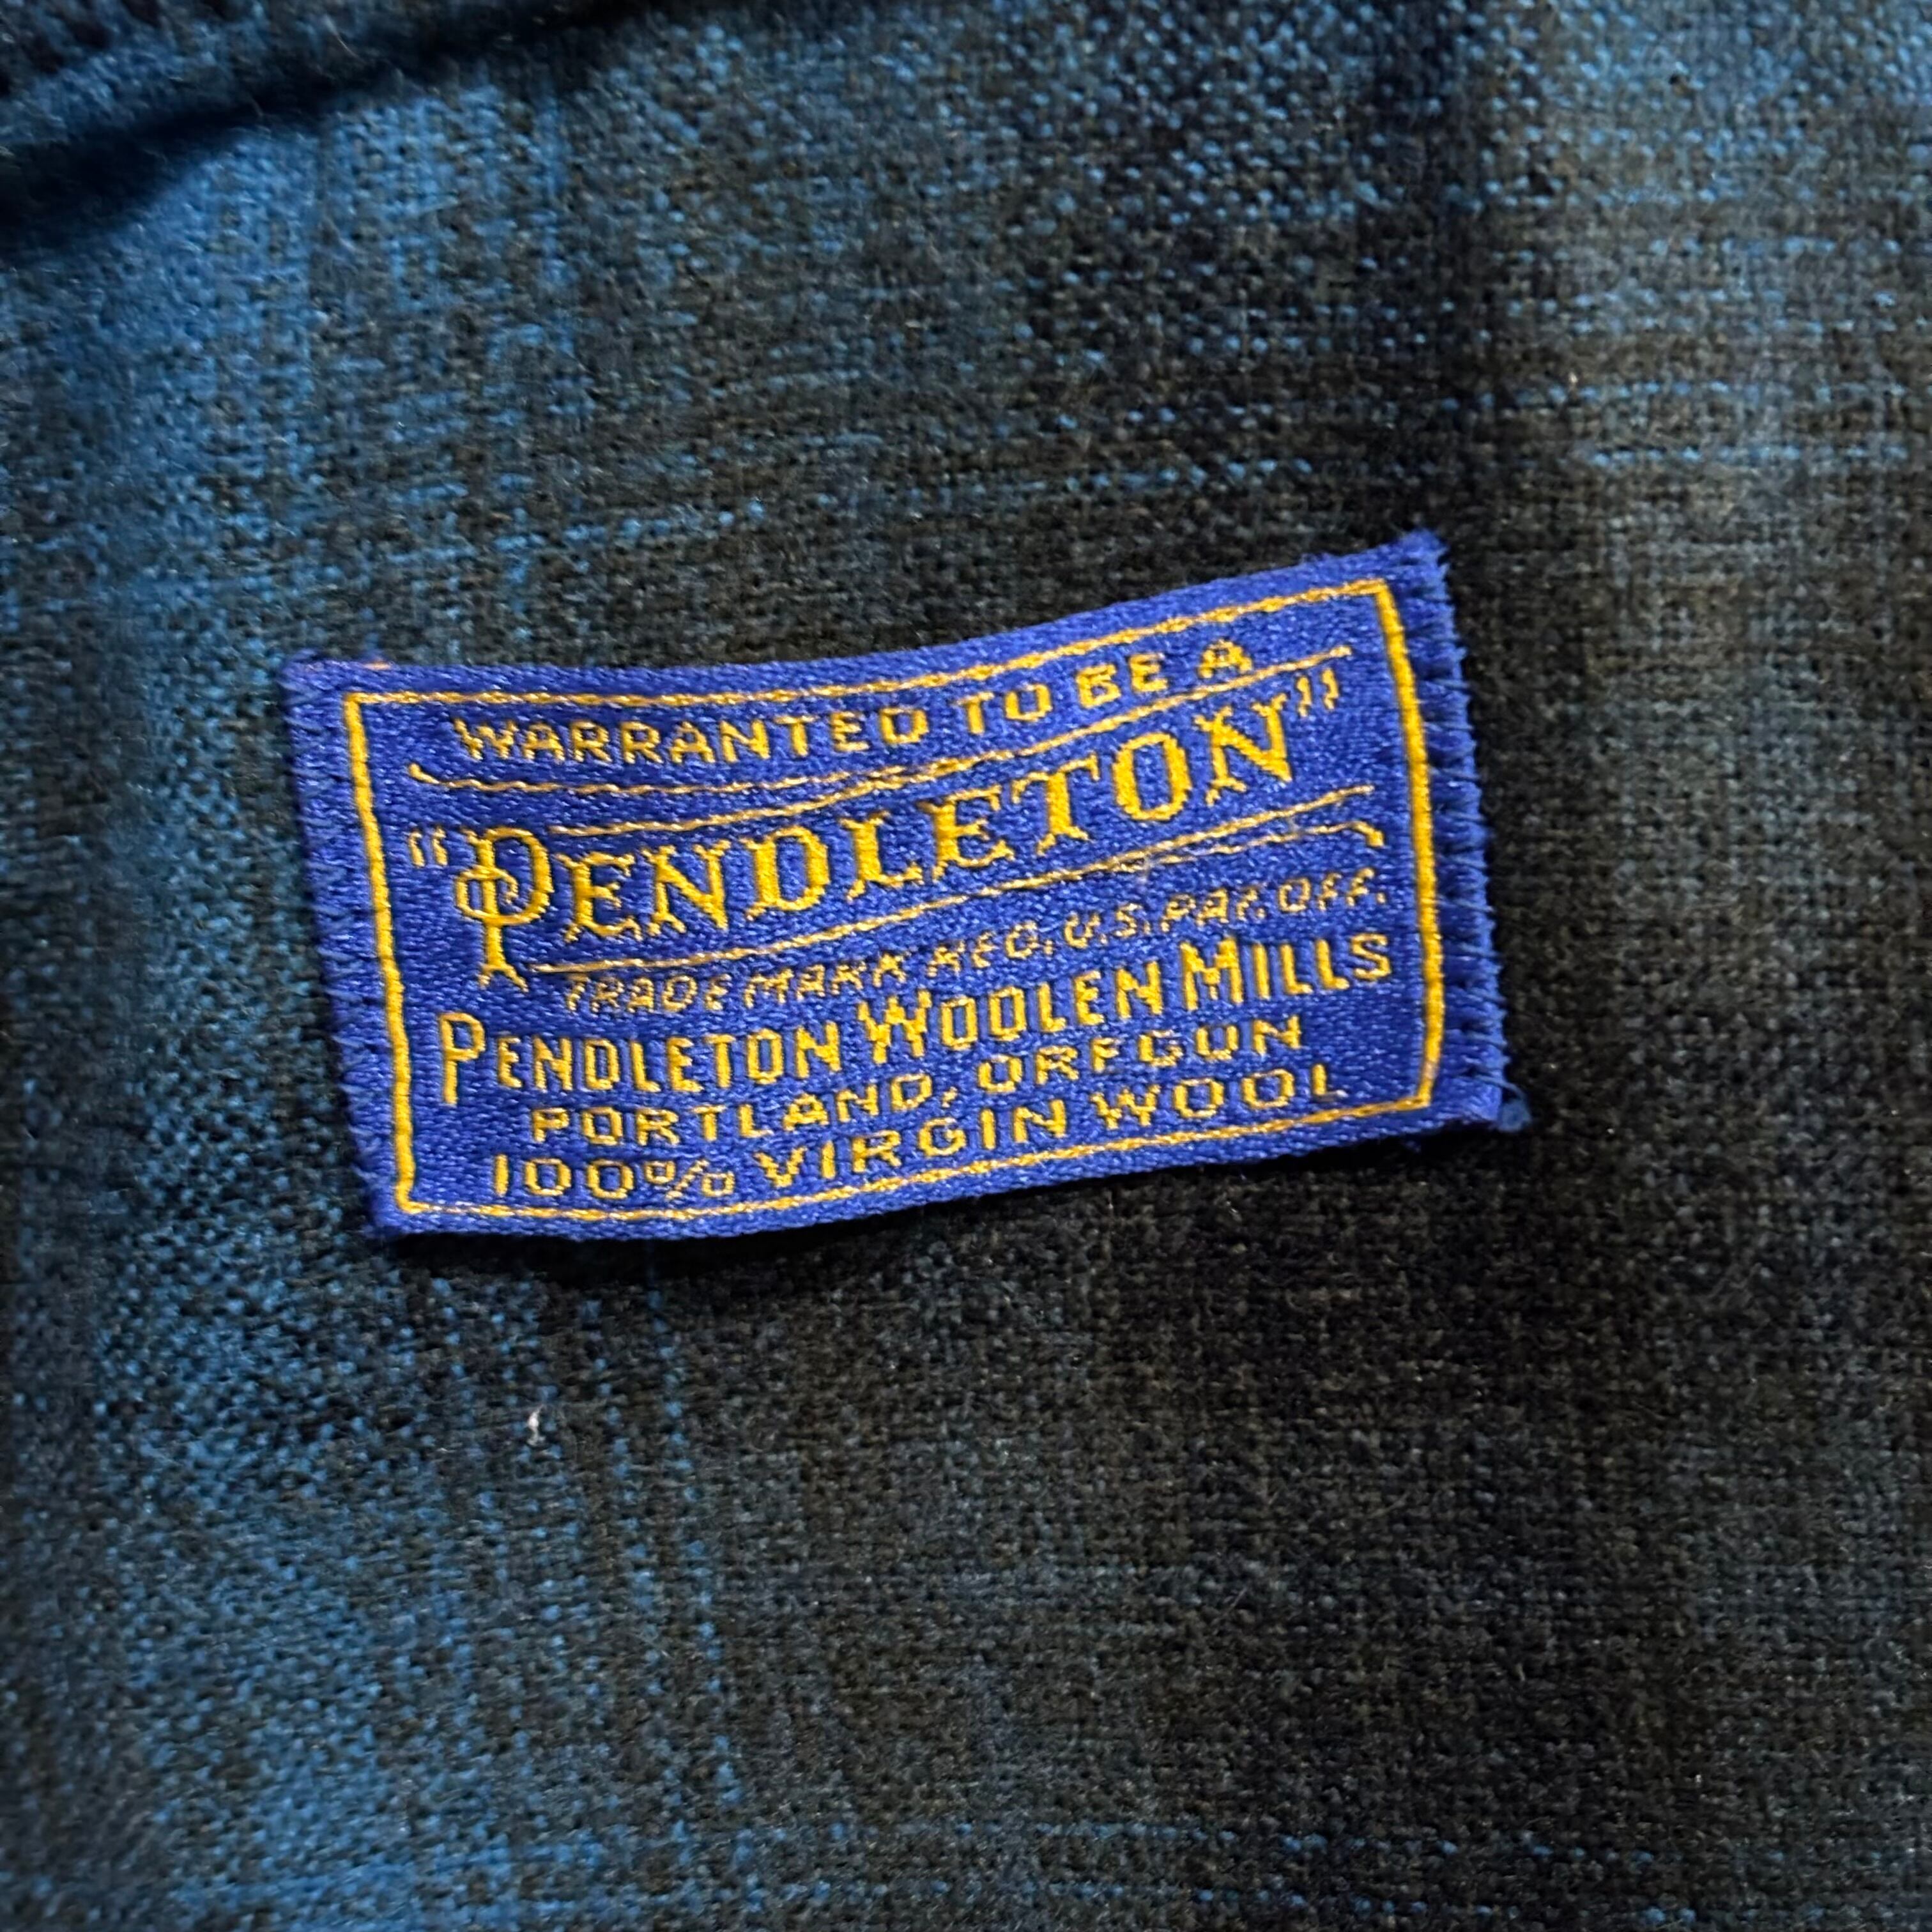 WARRANTED TO BE A
"PENDLETON"
TRADE MARK REG. U.S. PAT. OFF.
PENDLETON WOOLEN MILLS
PORTLAND, OREGON
100% VIRGIN WOOL